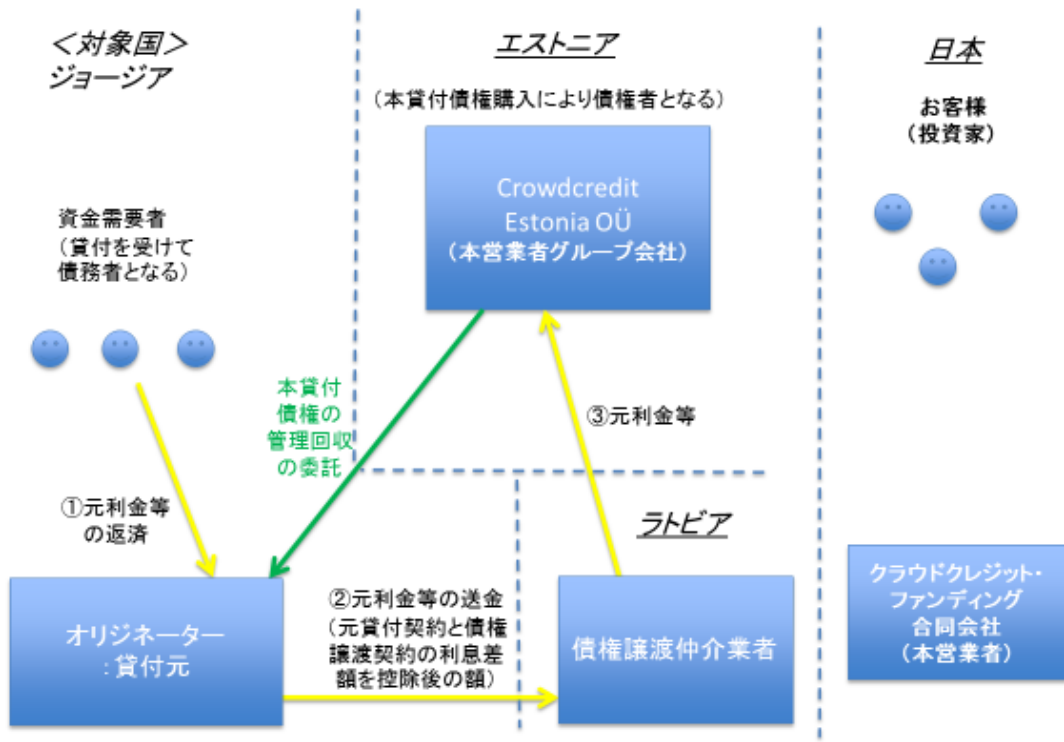 ＜対象国＞
ジョージア
資金需要者
（貸付を受けて
債務者となる）
①元利金等
の返済
オリジネーター
：貸付元
エストニア
（本貸付債権購入により債権者となる）
Crowdcredit
Estonia OÜ
（本営業者グループ会社）
本貸付
債権の
管理回収
の委託
③元利金等
②元利金等の送金
（元貸付契約と債権
譲渡契約の利息差
額を控除後の額）
ラトビア
債権譲渡仲介業者
日本
お客様
（投資家）
クラウドクレジット・
ファンディング
合同会社
（本営業者）